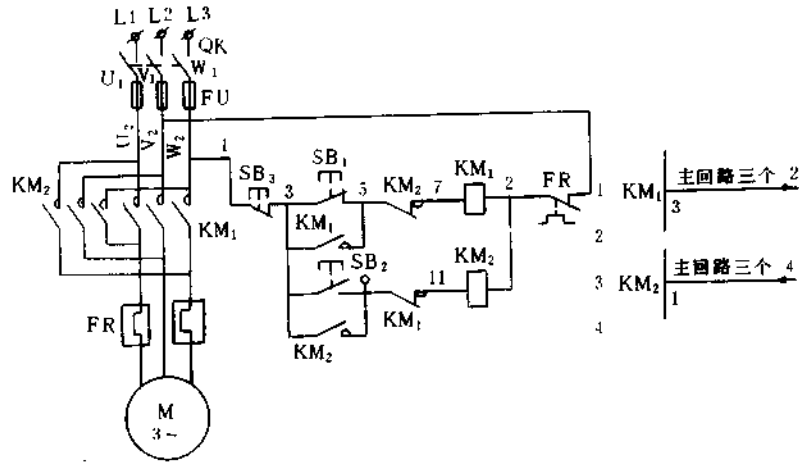 L1 L2 L3
QK
U₁ V₁ W₁
FU
U₂ V₂ W₂
1
KM₂
KM₁
SB₃
3
SB₁
5
KM₂
7
KM₁
2
FR
KM₁
SB₂
11
KM₂
KM₁
KM₂
FR
M
3~
1
2
3
4
KM₁
主回路三个
2
3
KM₂
主回路三个
4
1